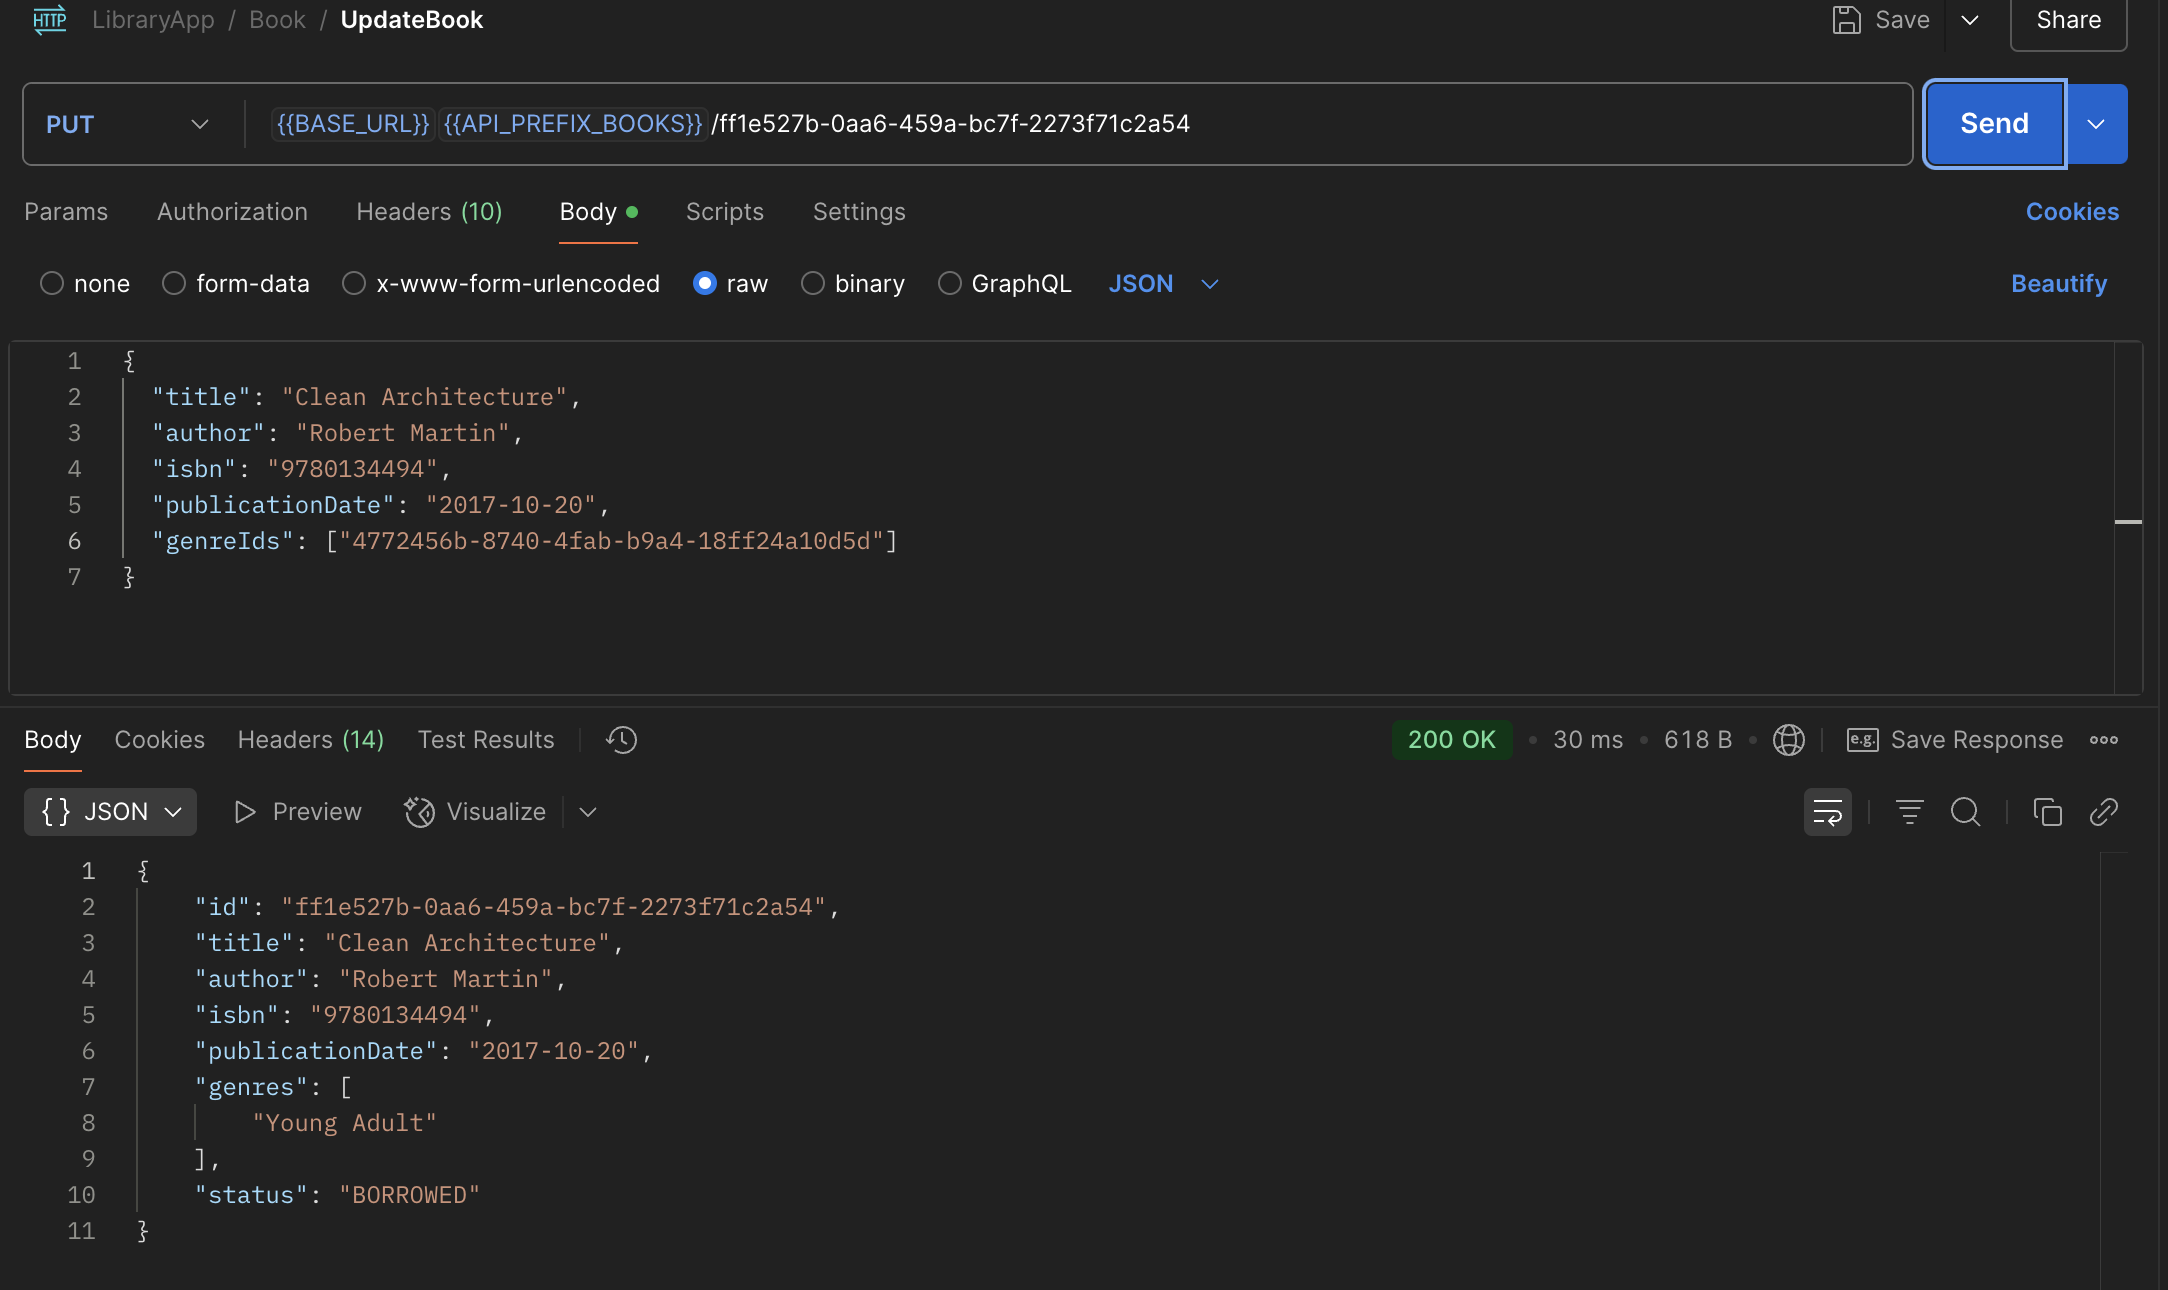 HTTP LibraryApp / Book / UpdateBook Save Share
PUT {{BASE_URL}} {{API_PREFIX_BOOKS}} /ff1e527b-0aa6-459a-bc7f-2273f71c2a54 Send
Params Authorization Headers (10) Body Scripts Settings Cookies
none form-data x-www-form-urlencoded raw binary GraphQL JSON Beautify
1 {
2 "title": "Clean Architecture",
3 "author": "Robert Martin",
4 "isbn": "9780134494",
5 "publicationDate": "2017-10-20",
6 "genreIds": ["4772456b-8740-4fab-b9a4-18ff24a10d5d"]
7 }
Body Cookies Headers (14) Test Results 200 OK • 30 ms • 618 B • e.g. Save Response
{} JSON Preview Visualize
1 {
2 "id": "ff1e527b-0aa6-459a-bc7f-2273f71c2a54",
3 "title": "Clean Architecture",
4 "author": "Robert Martin",
5 "isbn": "9780134494",
6 "publicationDate": "2017-10-20",
7 "genres": [
8 "Young Adult"
9 ],
10 "status": "BORROWED"
11 }